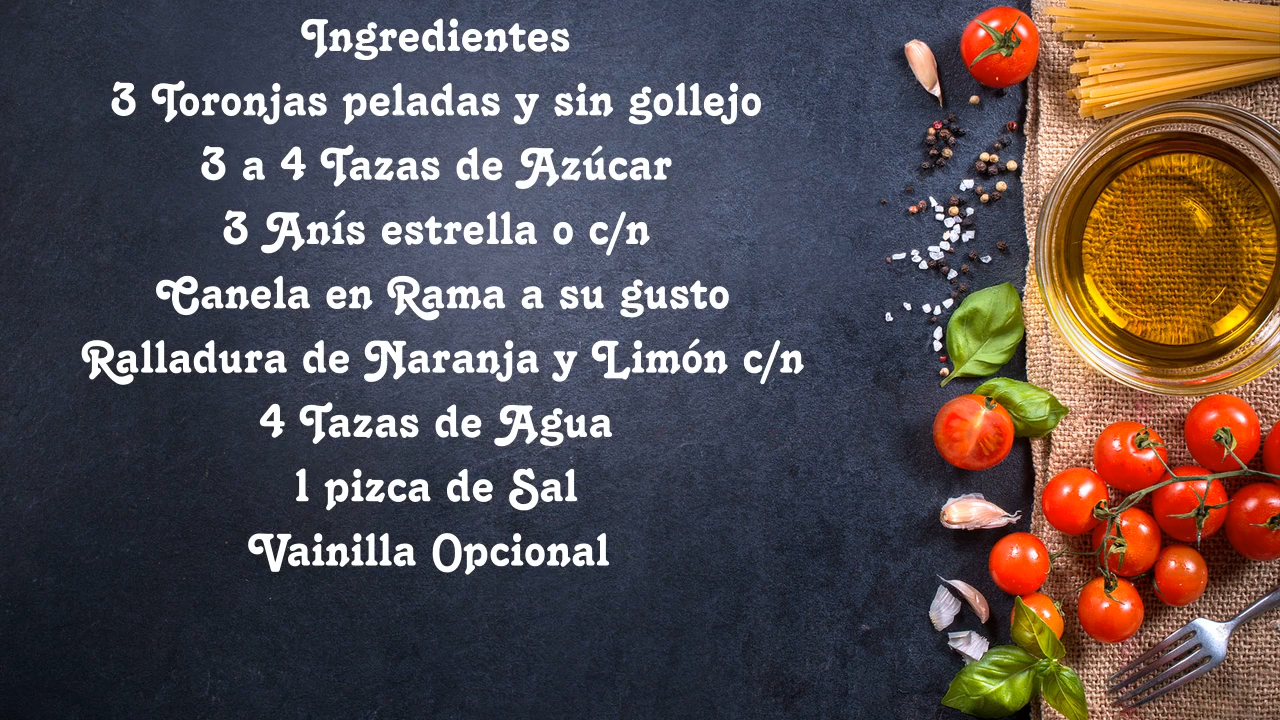 Ingredientes
3 Toronjas peladas y sin gollejo
3 a 4 Tazas de Azúcar
3 Anís estrella o c/n
Canela en Rama a su gusto
Ralladura de Naranja y Limón c/n
4 Tazas de Agua
1 pizca de Sal
Vainilla Opcional